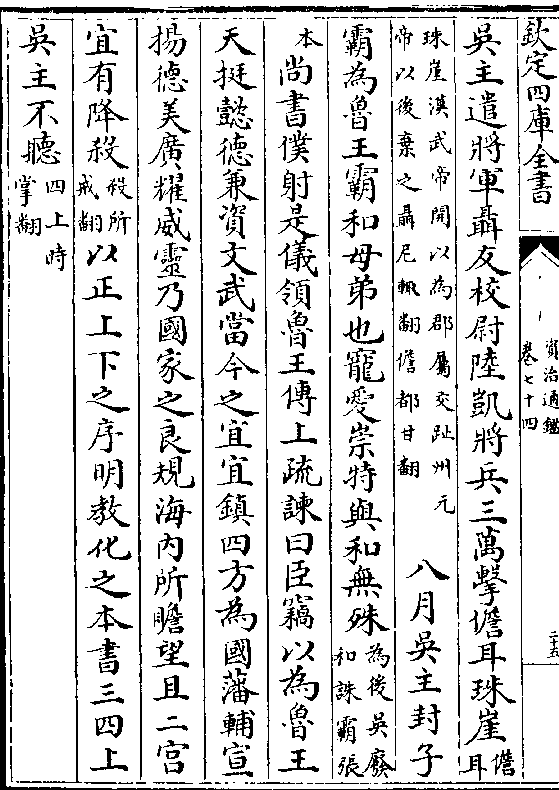 欽定四庫全書
資治通鑑
卷七十四
二十五
吳主遣將軍聶友校尉陸凱將兵三萬擊儋耳珠崖儋耳
珠崖漢武帝開以為郡屬交趾州元
帝以後棄之聶尼輒翻儋都甘翻
八月吳主封子
霸為魯王霸和母弟也寵愛崇特與和無殊為後吳廢
和誅霸張
本尚書僕射是儀領魯王傅上疏諫曰臣竊以為魯王
天挺懿德兼資文武當今之宜宜鎮四方為國藩輔宣
揚德美廣耀威靈乃國家之良規海內所瞻望且二宮
宜有降殺殺所
戒翻以正上下之序明教化之本書三四上
吳主不聽四上時
掌翻